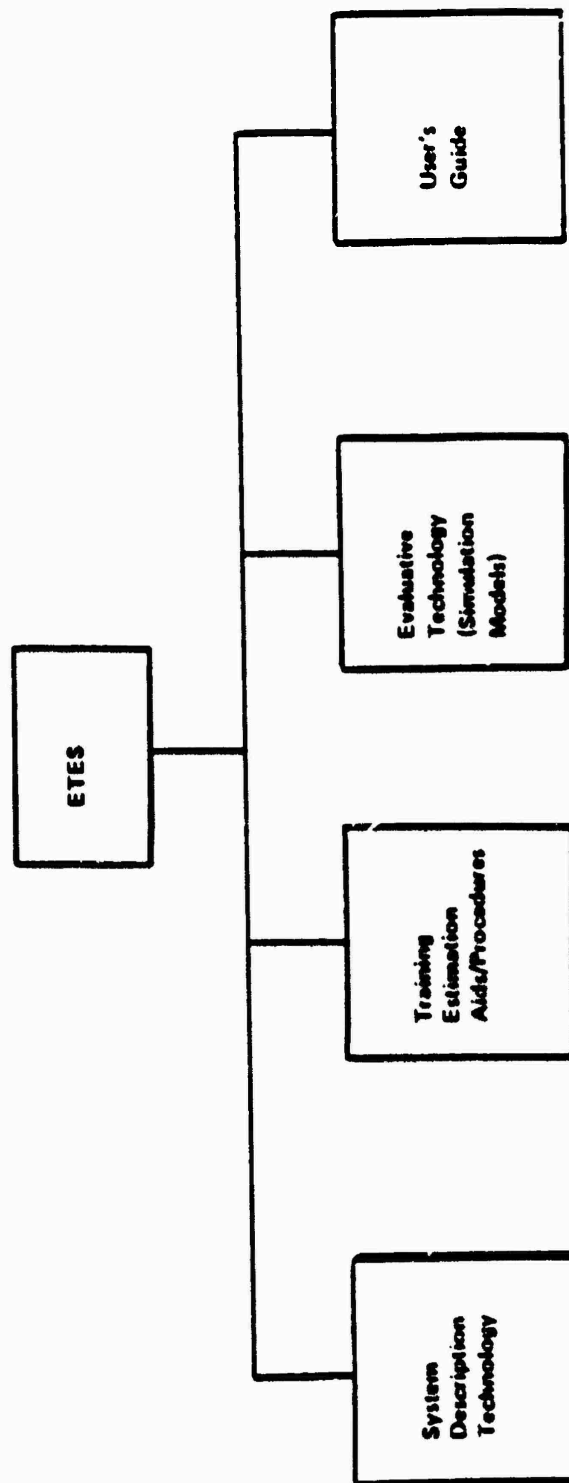 ETES
System
Description
Technology
Training
Estimation
Aids/Procedures
Evaluative
Technology
(Simulation
Models)
User's
Guide